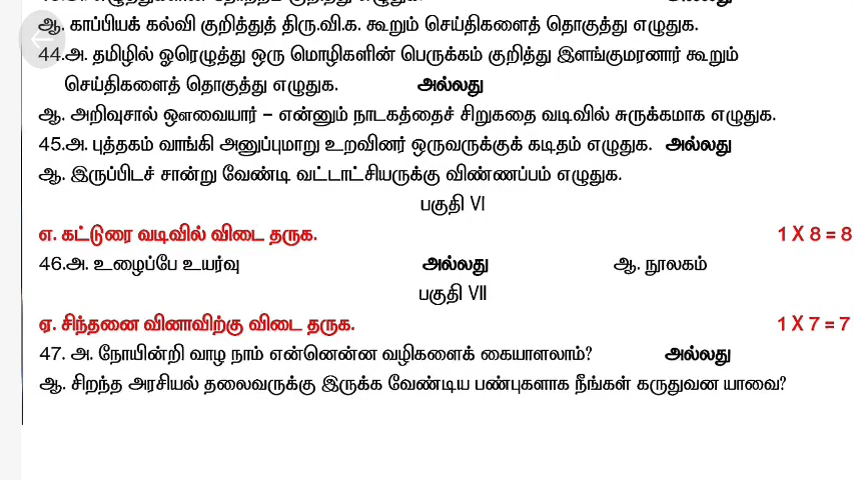 ஆ. காப்பியக் கல்வி குறித்துத் திரு.வி.க. கூறும் செய்திகளைத் தொகுத்து எழுதுக.
44.அ. தமிழில் ஓரெழுத்து ஒரு மொழிகளின் பெருக்கம் குறித்து இளங்குமரனார் கூறும்
செய்திகளைத் தொகுத்து எழுதுக. அல்லது
ஆ. அறிவுசால் ஔவையார் – என்னும் நாடகத்தைச் சிறுகதை வடிவில் சுருக்கமாக எழுதுக.
45.அ. புத்தகம் வாங்கி அனுப்புமாறு உறவினர் ஒருவருக்குக் கடிதம் எழுதுக. அல்லது
ஆ. இருப்பிடச் சான்று வேண்டி வட்டாட்சியருக்கு விண்ணப்பம் எழுதுக.
பகுதி VI
எ. கட்டுரை வடிவில் விடை தருக. 1 X 8 = 8
46.அ. உழைப்பே உயர்வு அல்லது ஆ. நூலகம்
பகுதி VII
ஏ. சிந்தனை வினாவிற்கு விடை தருக. 1 X 7 = 7
47. அ. நோயின்றி வாழ நாம் என்னென்ன வழிகளைக் கையாளலாம்? அல்லது
ஆ. சிறந்த அரசியல் தலைவருக்கு இருக்க வேண்டிய பண்புகளாக நீங்கள் கருதுவன யாவை?